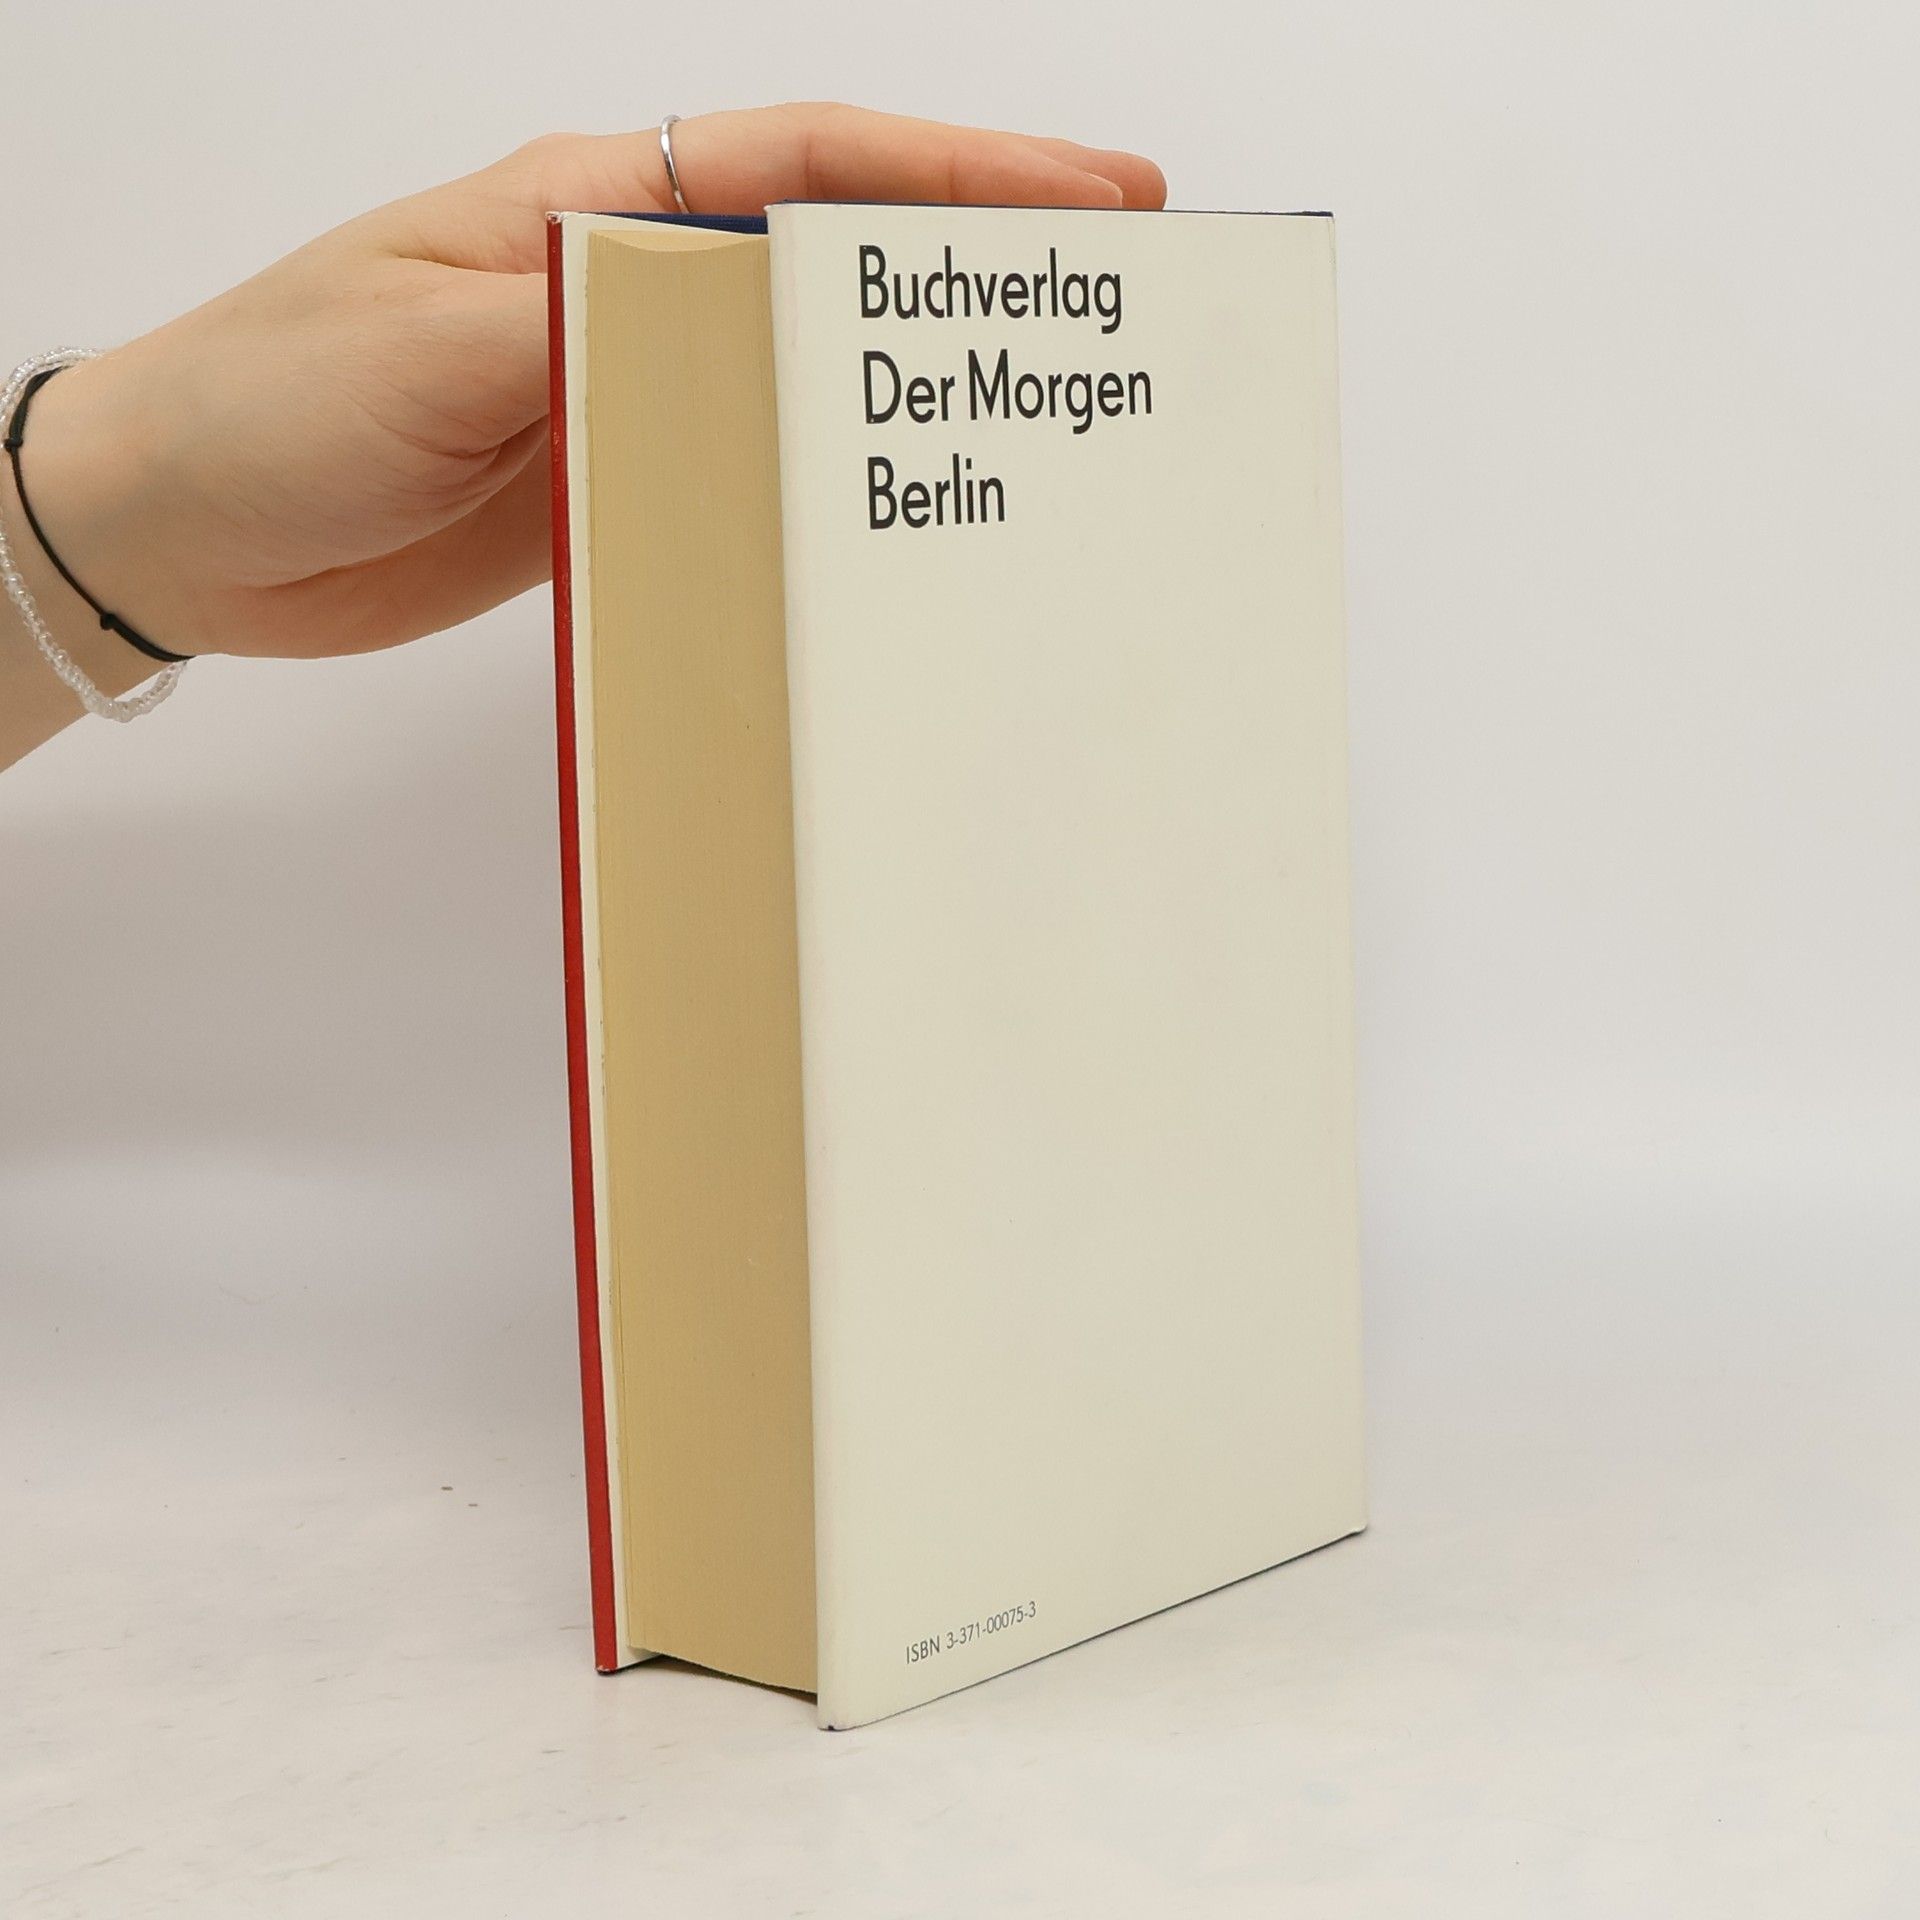 Buchverlag
Der Morgen
Berlin
ISBN 3-371-00075-3